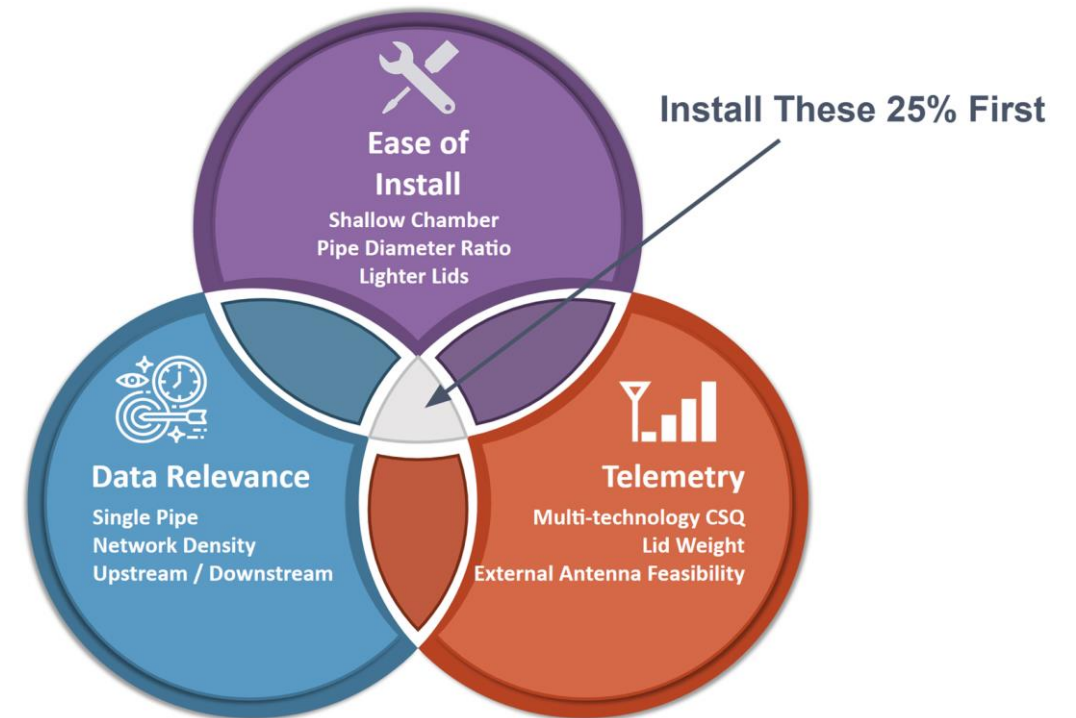 Install These 25% First
Ease of
Install
Shallow Chamber
Pipe Diameter Ratio
Lighter Lids
Data Relevance
Single Pipe
Network Density
Upstream / Downstream
Telemetry
Multi-technology CSQ
Lid Weight
External Antenna Feasibility